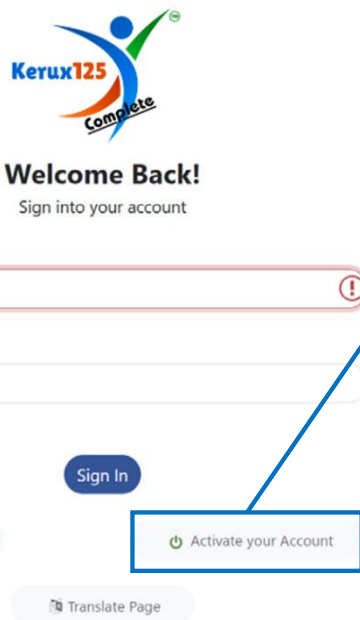 Kerux125
Complete
Welcome Back!
Sign into your account
Sign In
Activate your Account
Translate Page